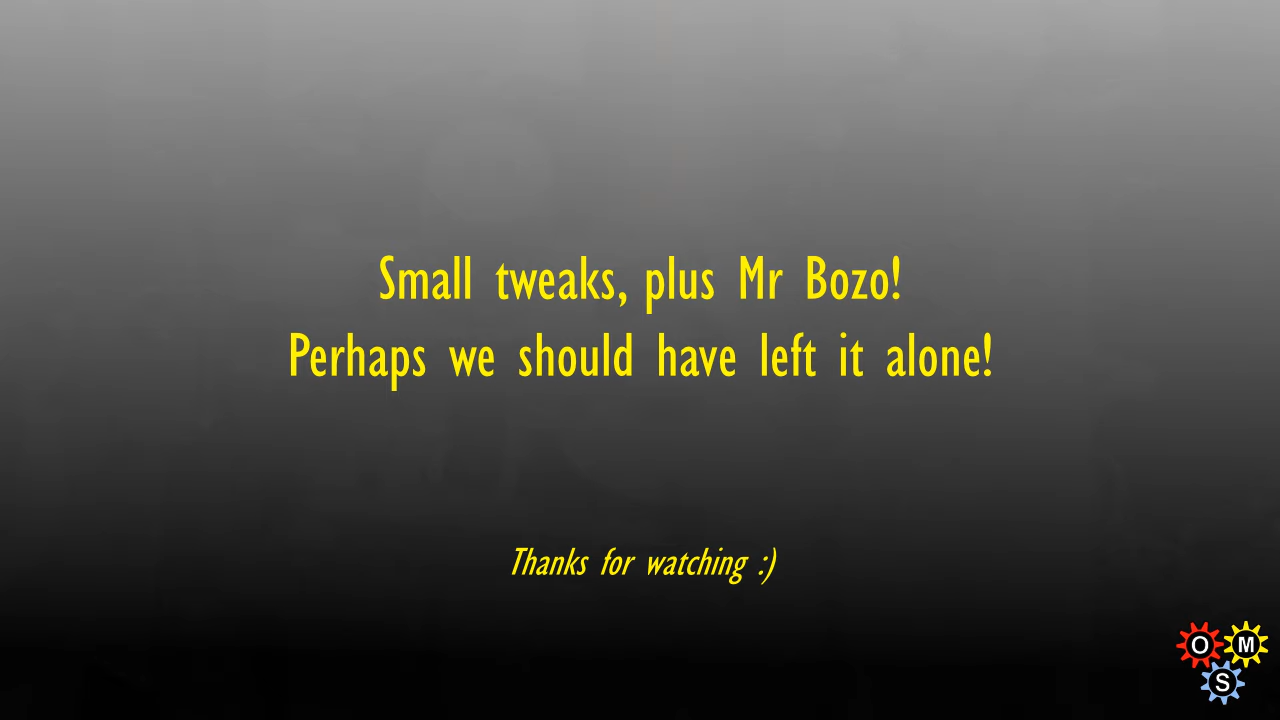 Small tweaks, plus Mr Bozo!
Perhaps we should have left it alone!
Thanks for watching :)
O M
S